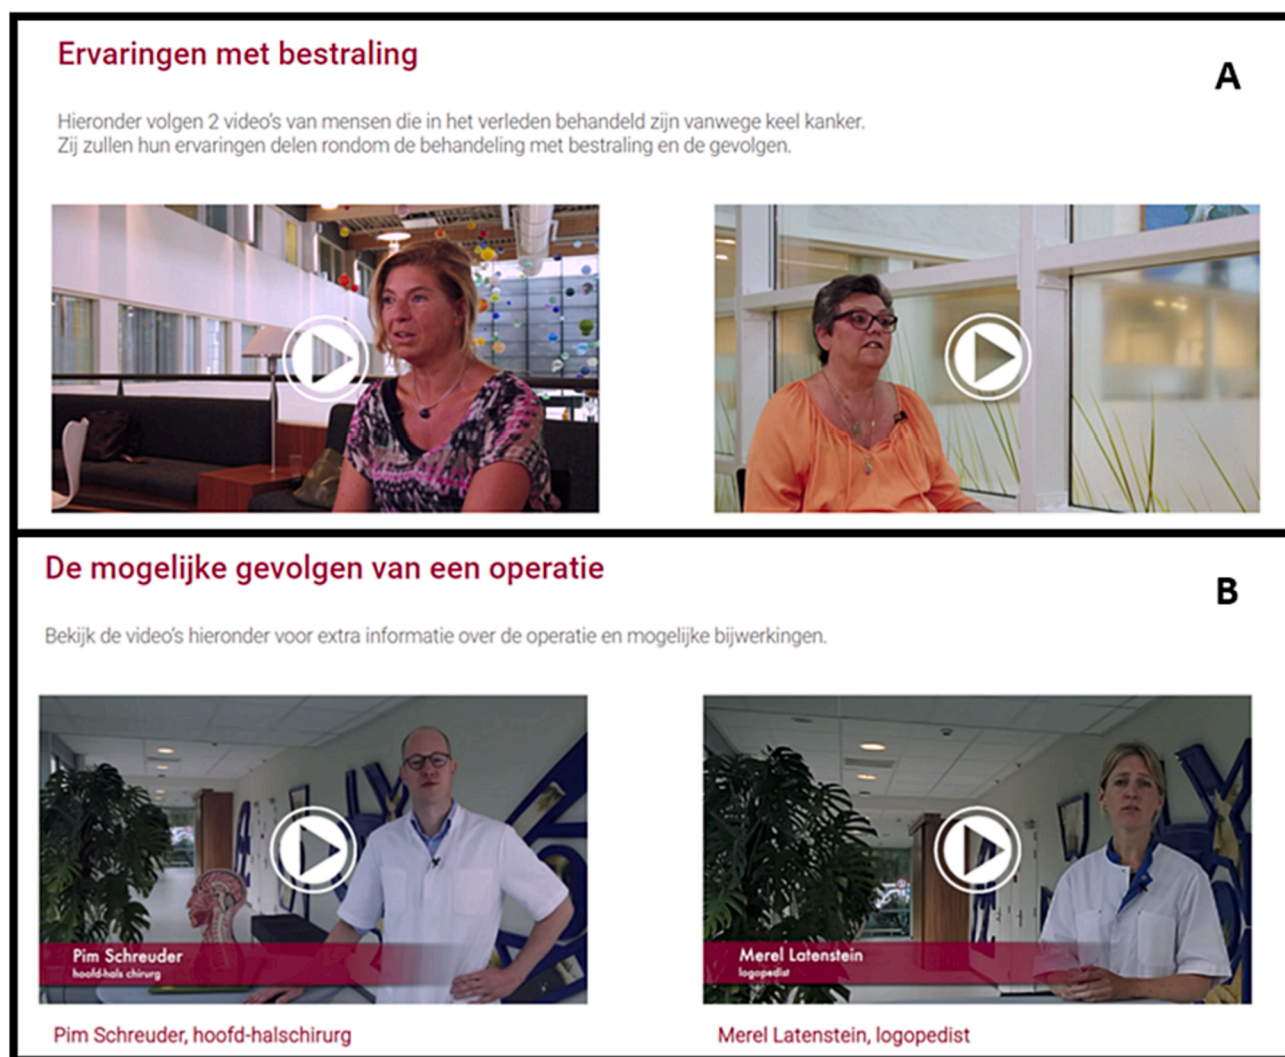 Ervaringen met bestraling
A
Hieronder volgen 2 video's van mensen die in het verleden behandeld zijn vanwege keel kanker.
Zij zullen hun ervaringen delen rondom de behandeling met bestraling en de gevolgen.
De mogelijke gevolgen van een operatie
B
Bekijk de video's hieronder voor extra informatie over de operatie en mogelijke bijwerkingen.
Pim Schreuder
hoofd-hals chirurg
Merel Latenstein
logopedist
Pim Schreuder, hoofd-halschirurg
Merel Latenstein, logopedist